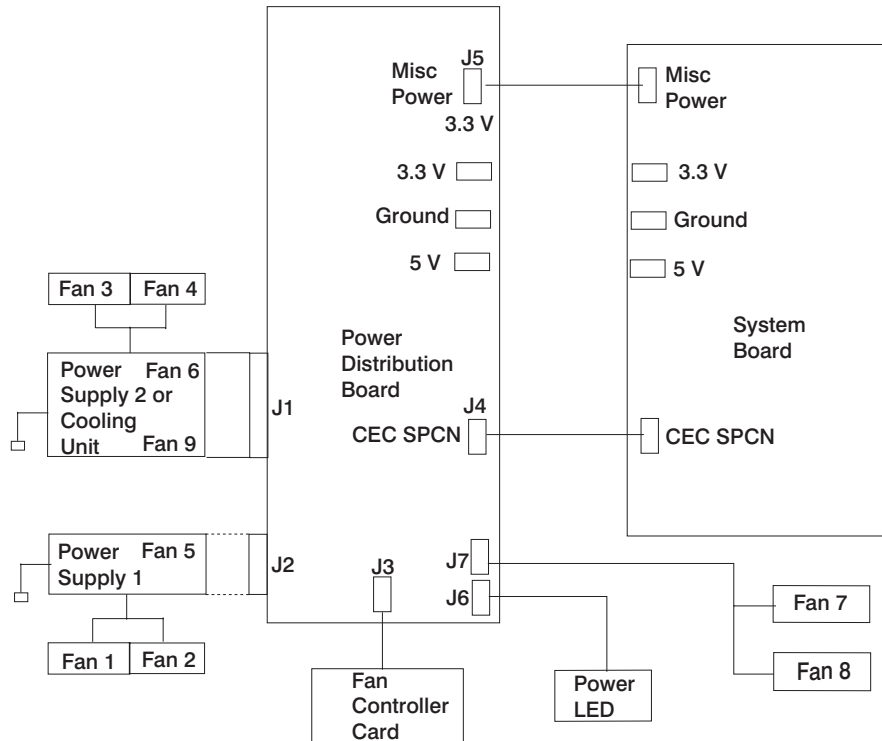 J5
Misc
Power
3.3 V
Misc
Power
3.3 V
3.3 V
Ground
Ground
5 V
5 V
Fan 3
Fan 4
Power
Distribution
Board
System
Board
Power
Supply 2 or
Cooling
Unit
Fan 6
Fan 9
J1
J4
CEC SPCN
CEC SPCN
Power
Supply 1
Fan 5
J2
J3
J7
J6
Fan 1
Fan 2
Fan
Controller
Card
Power
LED
Fan 7
Fan 8